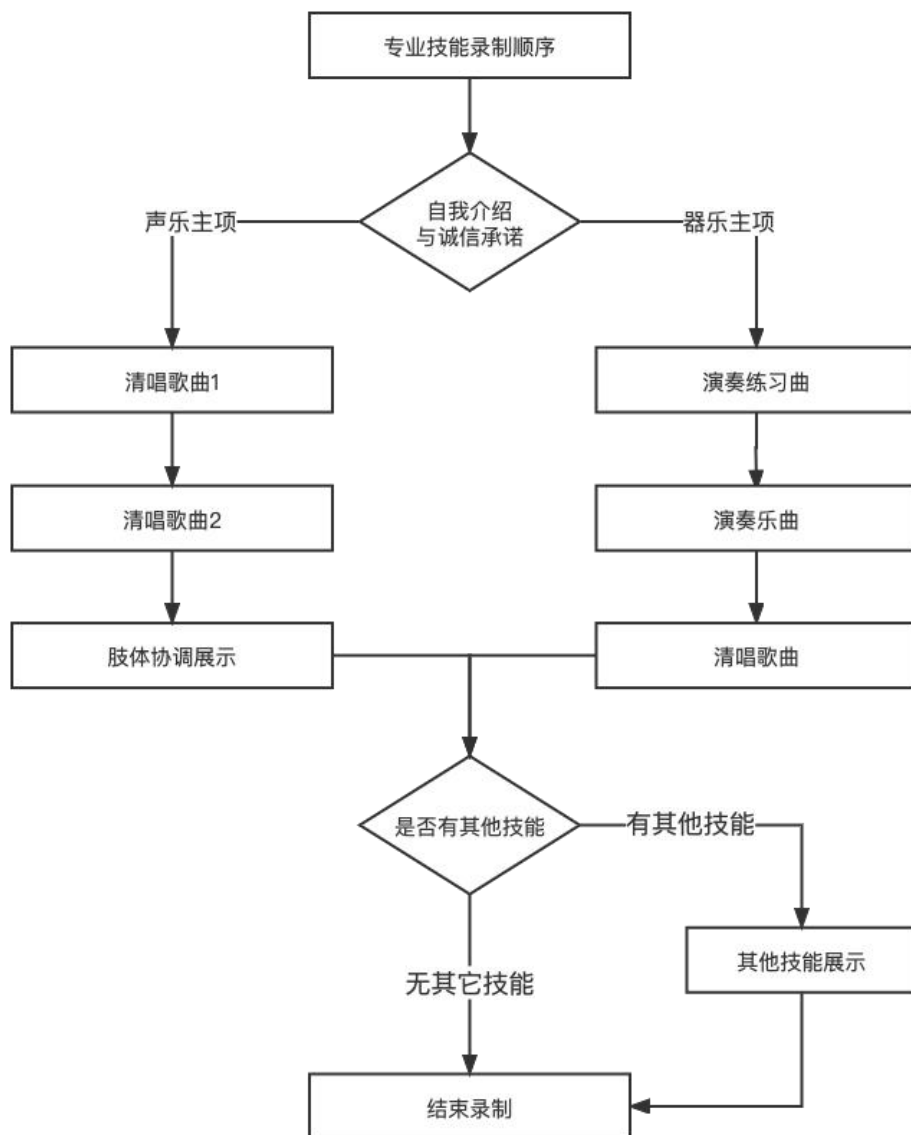 专业技能录制顺序
自我介绍
与诚信承诺
声乐主项
器乐主项
清唱歌曲1
演奏练习曲
清唱歌曲2
演奏乐曲
肢体协调展示
清唱歌曲
是否有其他技能
有其他技能
其他技能展示
无其它技能
结束录制